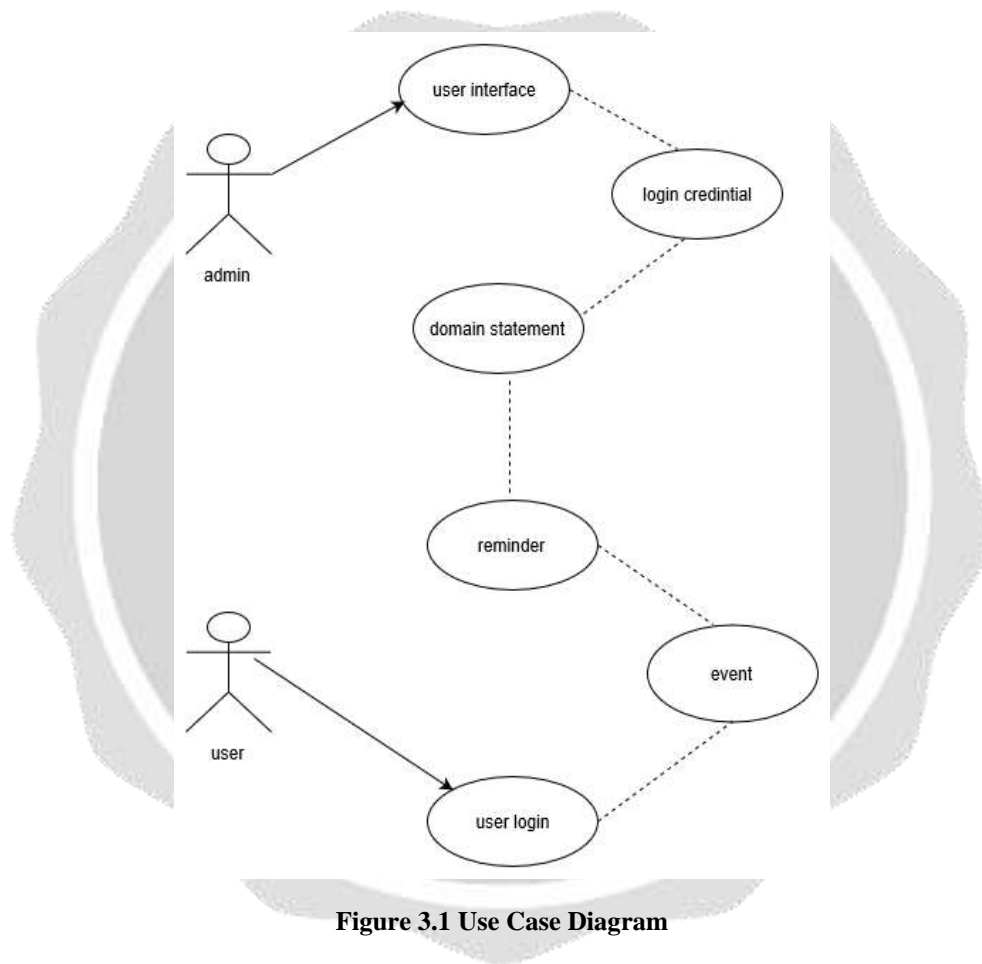 user interface
login credintial
admin
domain statement
reminder
event
user
user login
Figure 3.1 Use Case Diagram